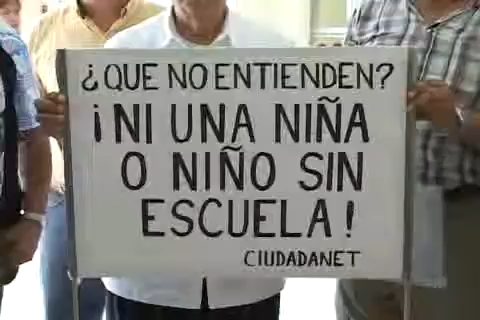 ¿QUE NO ENTIENDEN?
¡NI UNA NIÑA
O NIÑO SIN
ESCUELA!
CIUDADANET